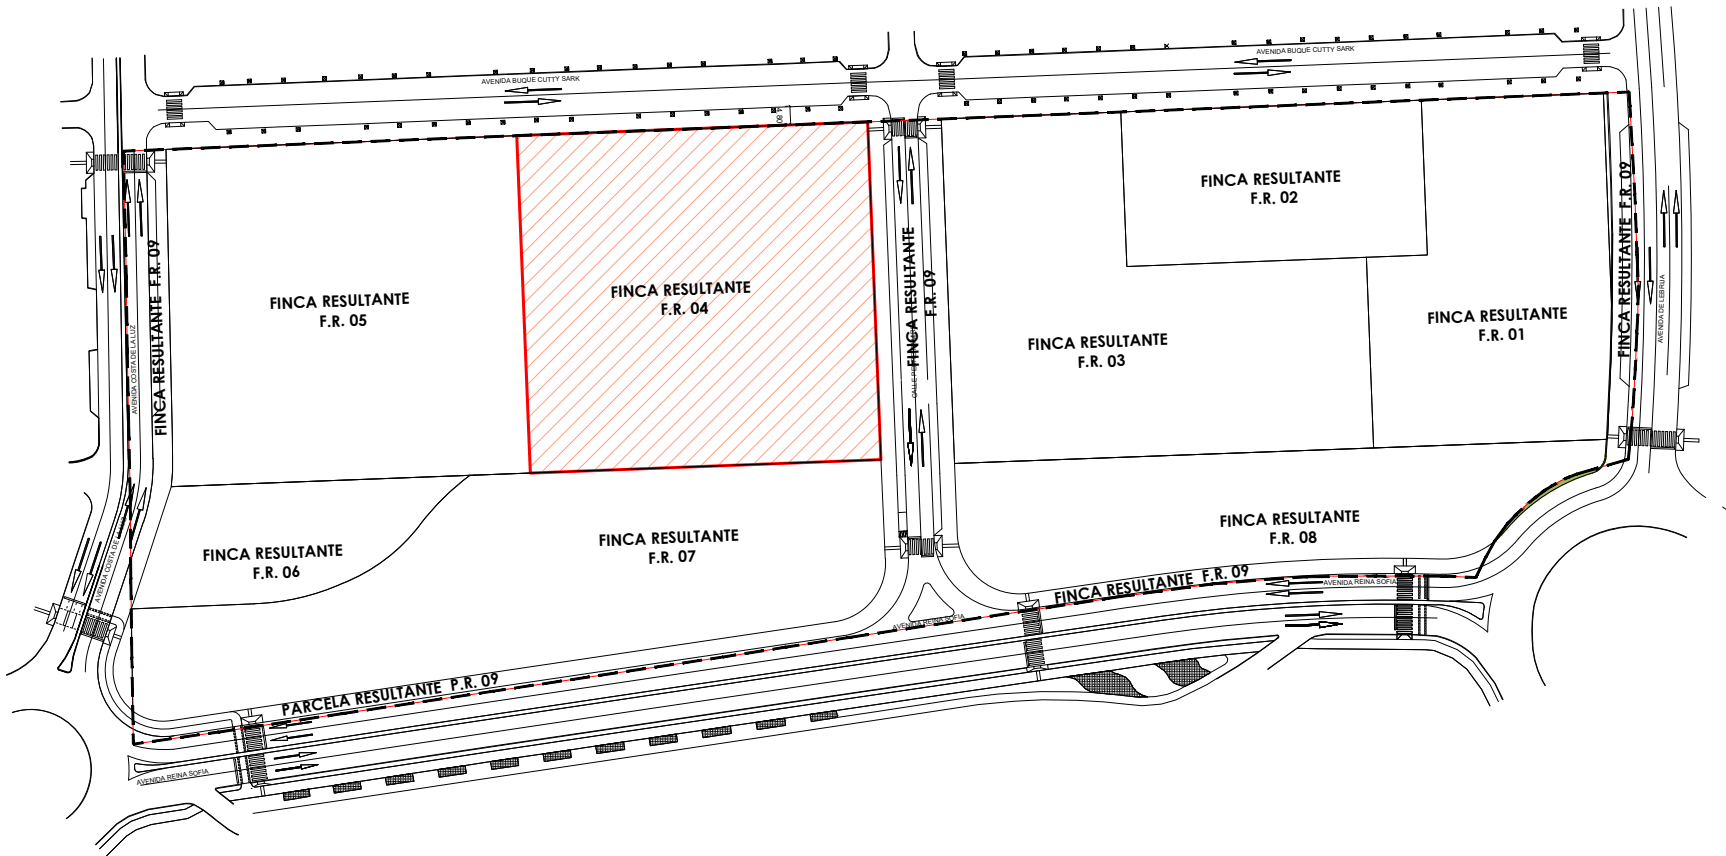 AVENIDA BUQUE CUTTY SARK
AVENIDA BUQUE CUTTY SARK
4.80
FINCA RESULTANTE
F.R. 02
FINCA RESULTANTE
F.R. 05
FINCA RESULTANTE
F.R. 04
FINCA RESULTANTE
F.R. 03
FINCA RESULTANTE
F.R. 01
FINCA RESULTANTE F.R. 09
AVENIDA COSTA DE LA LUZ
FINCA RESULTANTE
F.R. 09
FINCA RESULTANTE F.R. 09
FINCA RESULTANTE
F.R. 06
FINCA RESULTANTE
F.R. 07
FINCA RESULTANTE
F.R. 08
AVENIDA COSTA DE
FINCA RESULTANTE F.R. 09
AVENIDA REINA SOFIA
AVENIDA REINA SOFIA
PARCELA RESULTANTE P.R. 09
AVENIDA REINA SOFIA